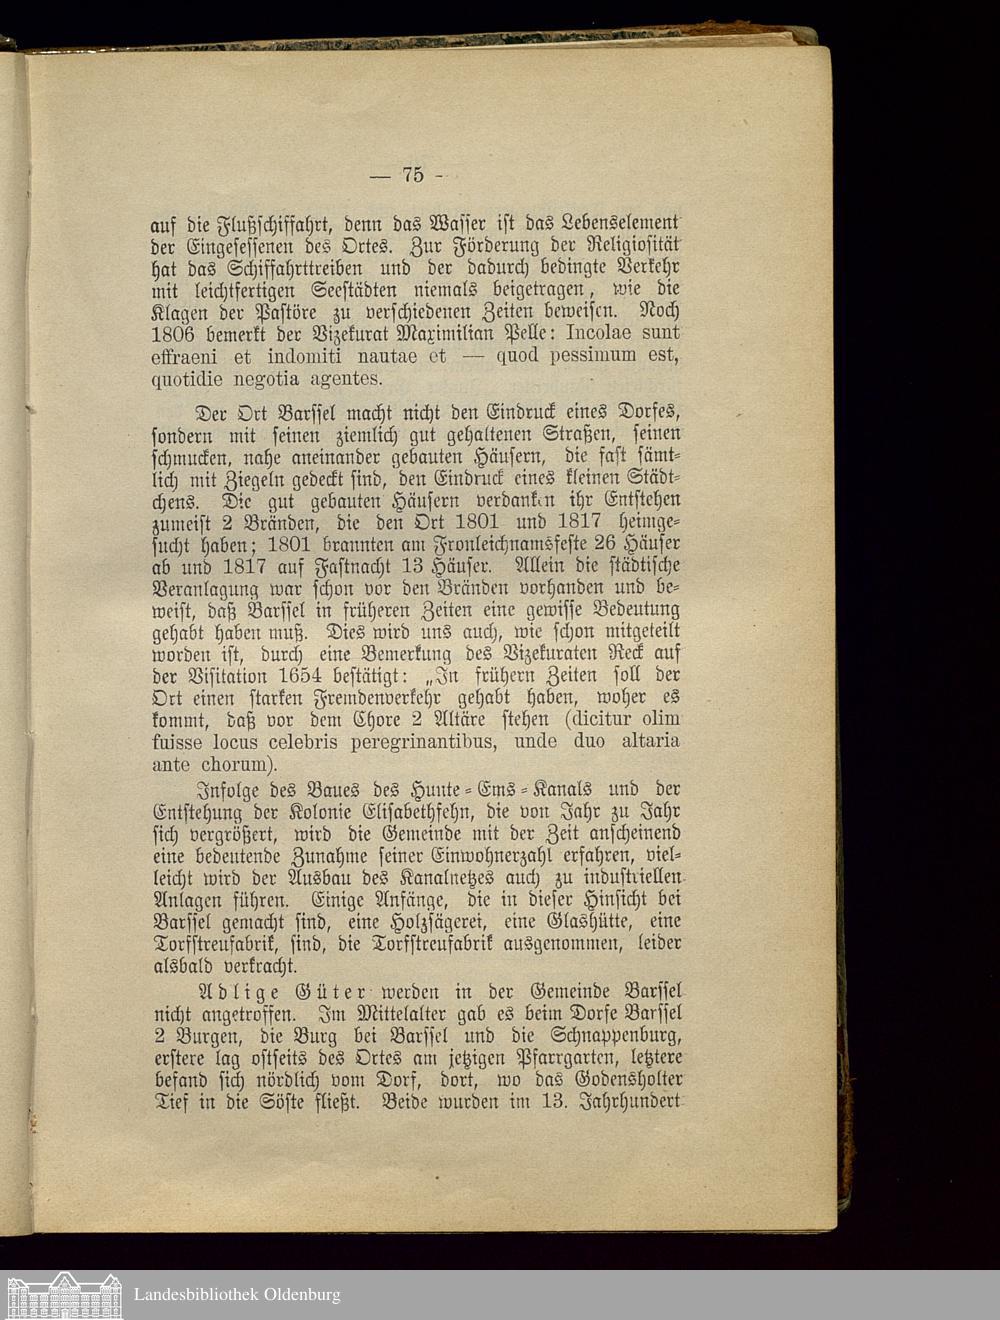 — 75 -
auf die Flußschiffahrt, denn das Wasser ist das Lebenselement
der Eingesessenen des Ortes. Zur Förderung der Religiosität
hat das Schiffahrttreiben und der dadurch bedingte Verkehr
mit leichtfertigen Seestädten niemals beigetragen, wie die
Klagen der Pastöre zu verschiedenen Zeiten beweisen. Noch
1806 bemerkt der Vizekurat Maximilian Pelle: Incolae sunt
effraeni et indomiti nautae et — quod pessimum est,
quotidie negotia agentes.
Der Ort Barssel macht nicht den Eindruck eines Dorfes,
sondern mit seinen ziemlich gut gehaltenen Straßen, seinen
schmucken, nahe aneinander gebauten Häusern, die fast sämt-
lich mit Ziegeln gedeckt sind, den Eindruck eines kleinen Städt-
chens. Die gut gebauten Häusern verdanken ihr Entstehen
zumeist 2 Bränden, die den Ort 1801 und 1817 heimge-
sucht haben; 1801 brannten am Fronleichnamsfeste 26 Häuser
ab und 1817 auf Fastnacht 13 Häuser. Allein die städtische
Veranlagung war schon vor den Bränden vorhanden und be-
weist, daß Barssel in früheren Zeiten eine gewisse Bedeutung
gehabt haben muß. Dies wird uns auch, wie schon mitgeteilt
worden ist, durch eine Bemerkung des Vizekuraten Reck auf
der Visitation 1654 bestätigt: „In frühern Zeiten soll der
Ort einen starken Fremdenverkehr gehabt haben, woher es
kommt, daß vor dem Chore 2 Altäre stehen (dicitur olim
fuisse locus celebris peregrinantibus, unde duo altaria
ante chorum).
Infolge des Baues des Hunte-Ems-Kanals und der
Entstehung der Kolonie Elisabethfehn, die von Jahr zu Jahr
sich vergrößert, wird die Gemeinde mit der Zeit anscheinend
eine bedeutende Zunahme seiner Einwohnerzahl erfahren, viel-
leicht wird der Ausbau des Kanalnetzes auch zu industriellen
Anlagen führen. Einige Anfänge, die in dieser Hinsicht bei
Barssel gemacht sind, eine Holzsägerei, eine Glashütte, eine
Torfstreufabrik, sind, die Torfstreufabrik ausgenommen, leider
alsbald verkracht.
Adlige Güter werden in der Gemeinde Barssel
nicht angetroffen. Im Mittelalter gab es beim Dorfe Barssel
2 Burgen, die Burg bei Barssel und die Schnappenburg,
erstere lag ostseits des Ortes am jetzigen Pfarrgarten, letztere
befand sich nördlich vom Dorf, dort, wo das Godensholter
Tief in die Söste fließt. Beide wurden im 13. Jahrhundert
Landesbibliothek Oldenburg